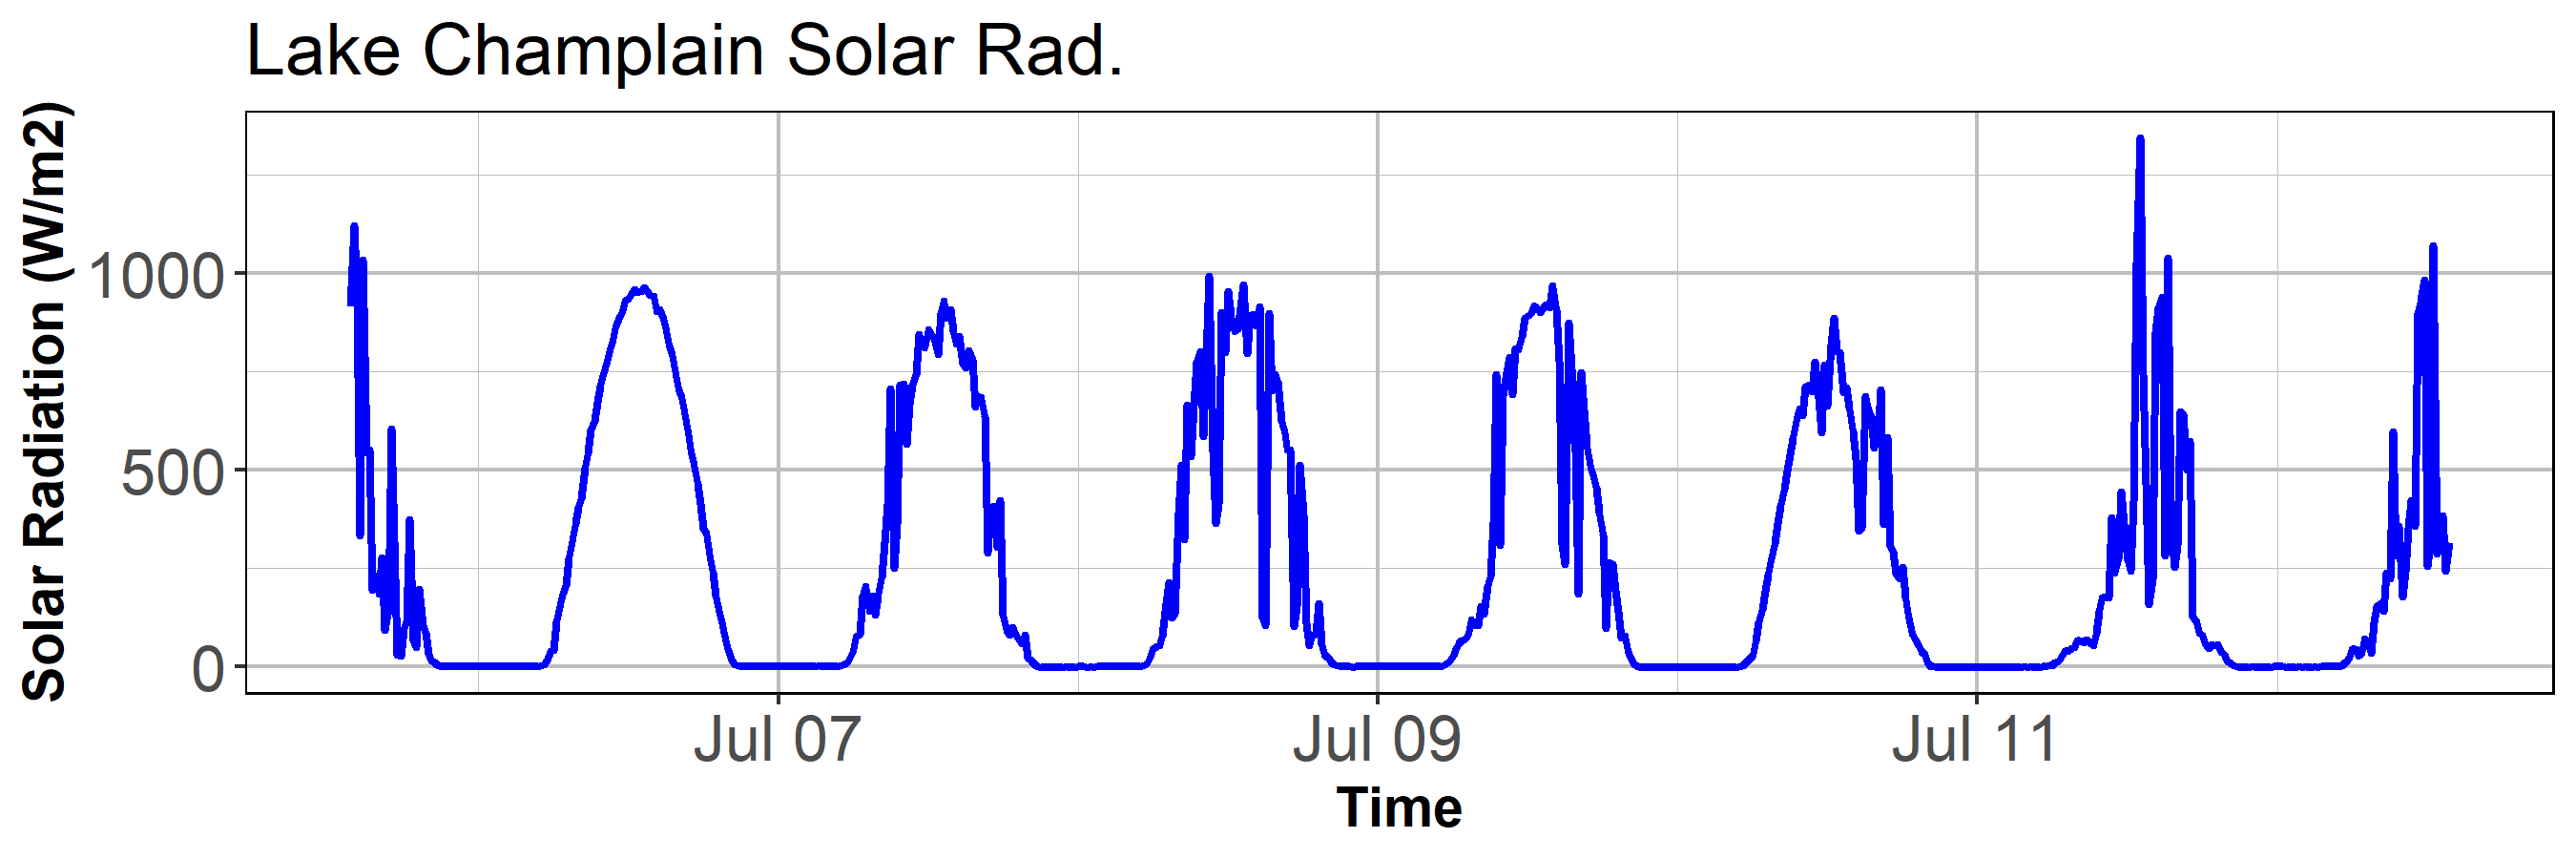 Lake Champlain Solar Rad.
Solar Radiation (W/m2)
1000
500
0
Jul 07 Jul 09 Jul 11
Time